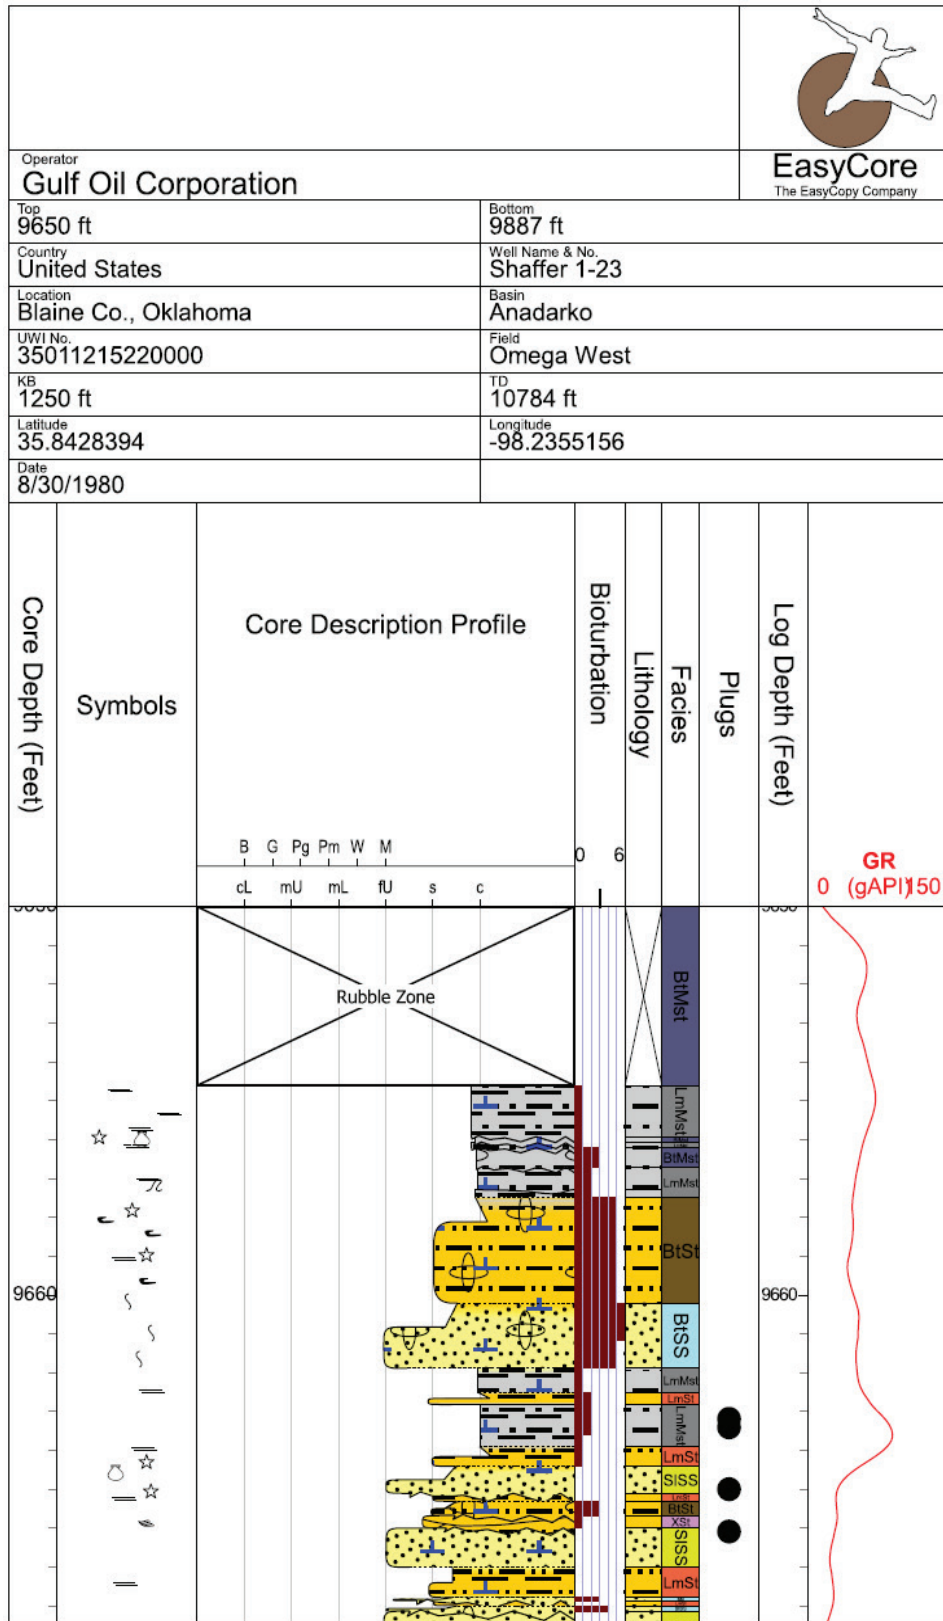 EasyCore
The EasyCopy Company
Operator
Gulf Oil Corporation
Top
9650 ft
Bottom
9887 ft
Country
United States
Well Name & No.
Shaffer 1-23
Location
Blaine Co., Oklahoma
Basin
Anadarko
UWI No.
35011215220000
Field
Omega West
KB
1250 ft
TD
10784 ft
Latitude
35.8428394
Longitude
-98.2355156
Date
8/30/1980
Core Depth (Feet)
Symbols
Core Description Profile
Bioturbation
Lithology
Facies
Plugs
Log Depth (Feet)
B G Pg Pm W M
cL mU mL fU s c
0 6
GR
0 (gAPI) 150
Rubble Zone
BtMst
LmMst
BtMst
LmMst
BtSt
9660
9660
BtSS
LmMst
LmSt
LmMst
LmSt
SISS
LmSt
BtSt
XSt
SISS
LmSt